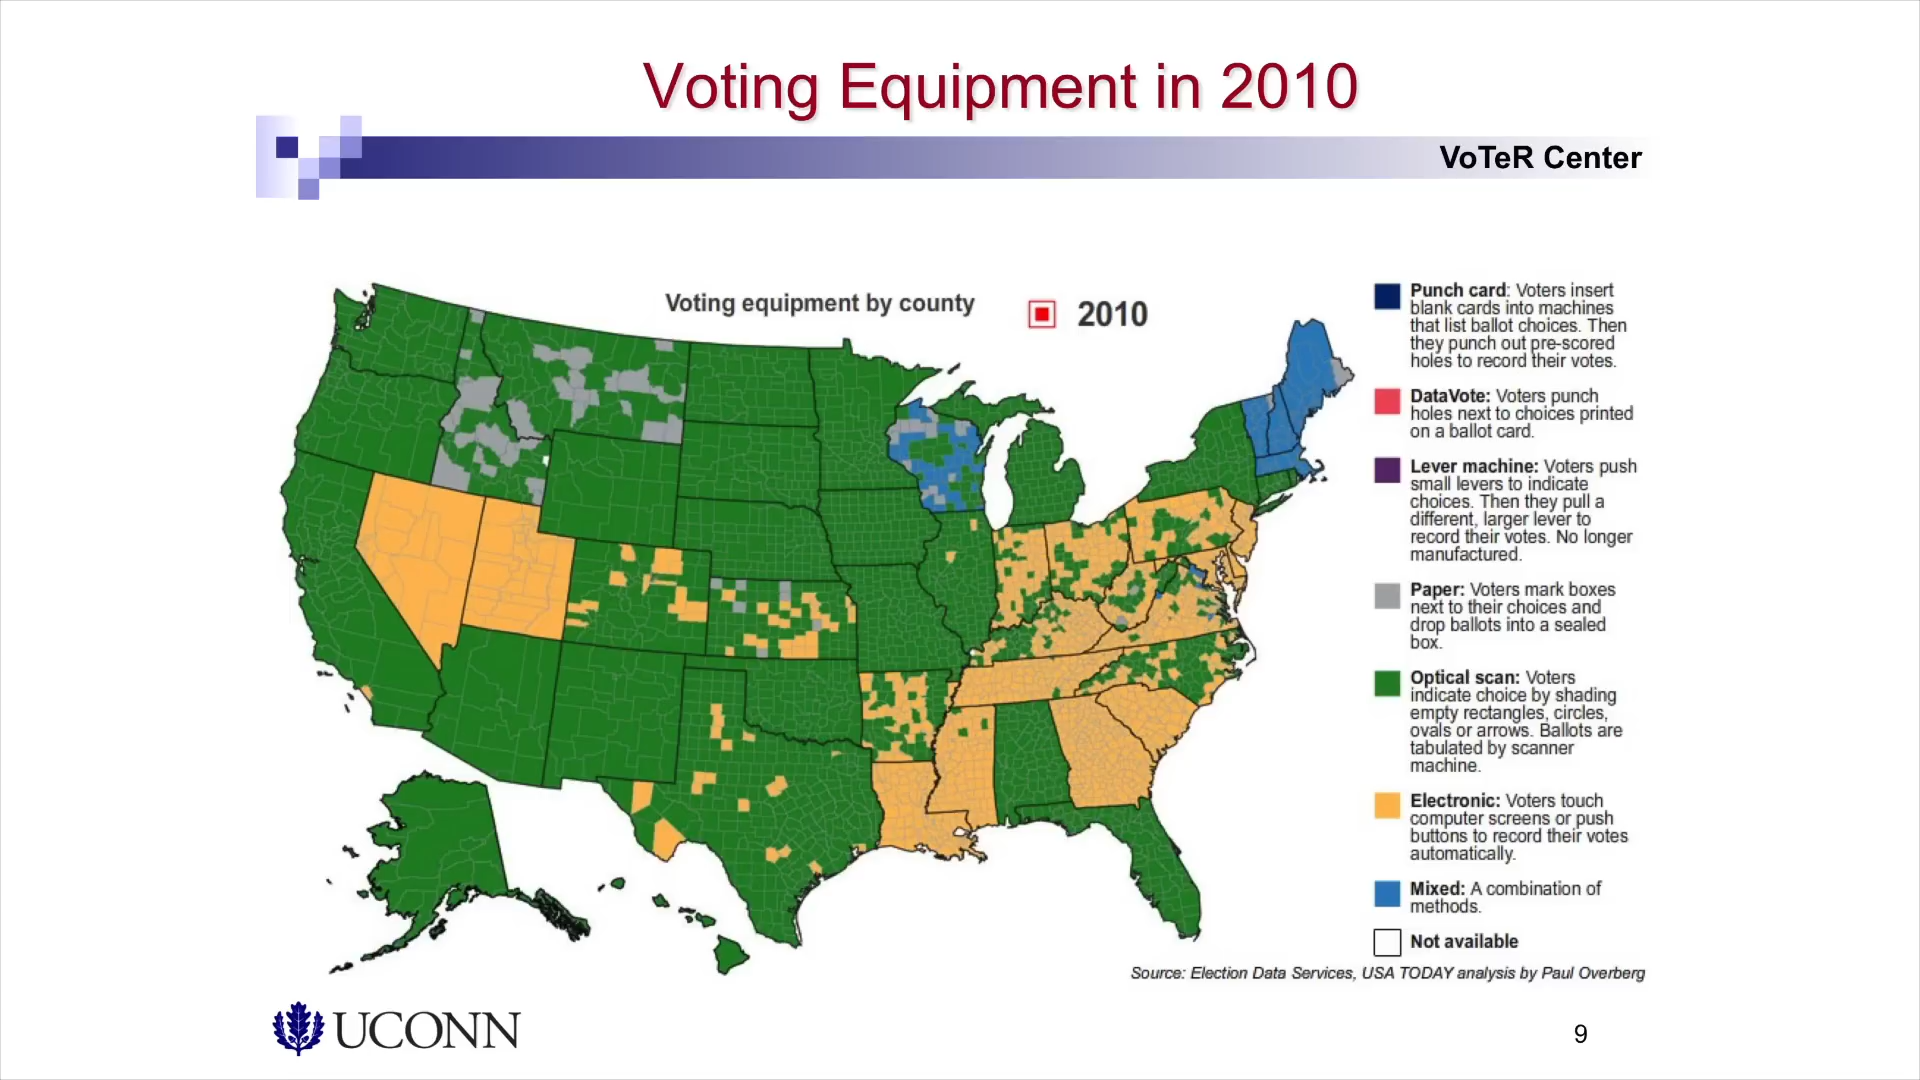 Voting Equipment in 2010
VoTeR Center
Voting equipment by county
2010
Punch card: Voters insert
blank cards into machines
that list ballot choices. Then
they punch out pre-scored
holes to record their votes.
DataVote: Voters punch
holes next to choices printed
on a ballot card.
Lever machine: Voters push
small levers to indicate
choices. Then they pull a
different, larger lever to
record their votes. No longer
manufactured.
Paper: Voters mark boxes
next to their choices and
drop ballots into a sealed
box.
Optical scan: Voters
indicate choice by shading
empty rectangles, circles,
ovals or arrows. Ballots are
tabulated by scanner
machine.
Electronic: Voters touch
computer screens or push
buttons to record their votes
automatically.
Mixed: A combination of
methods.
Not available
Source: Election Data Services, USA TODAY analysis by Paul Overberg
UCONN
9